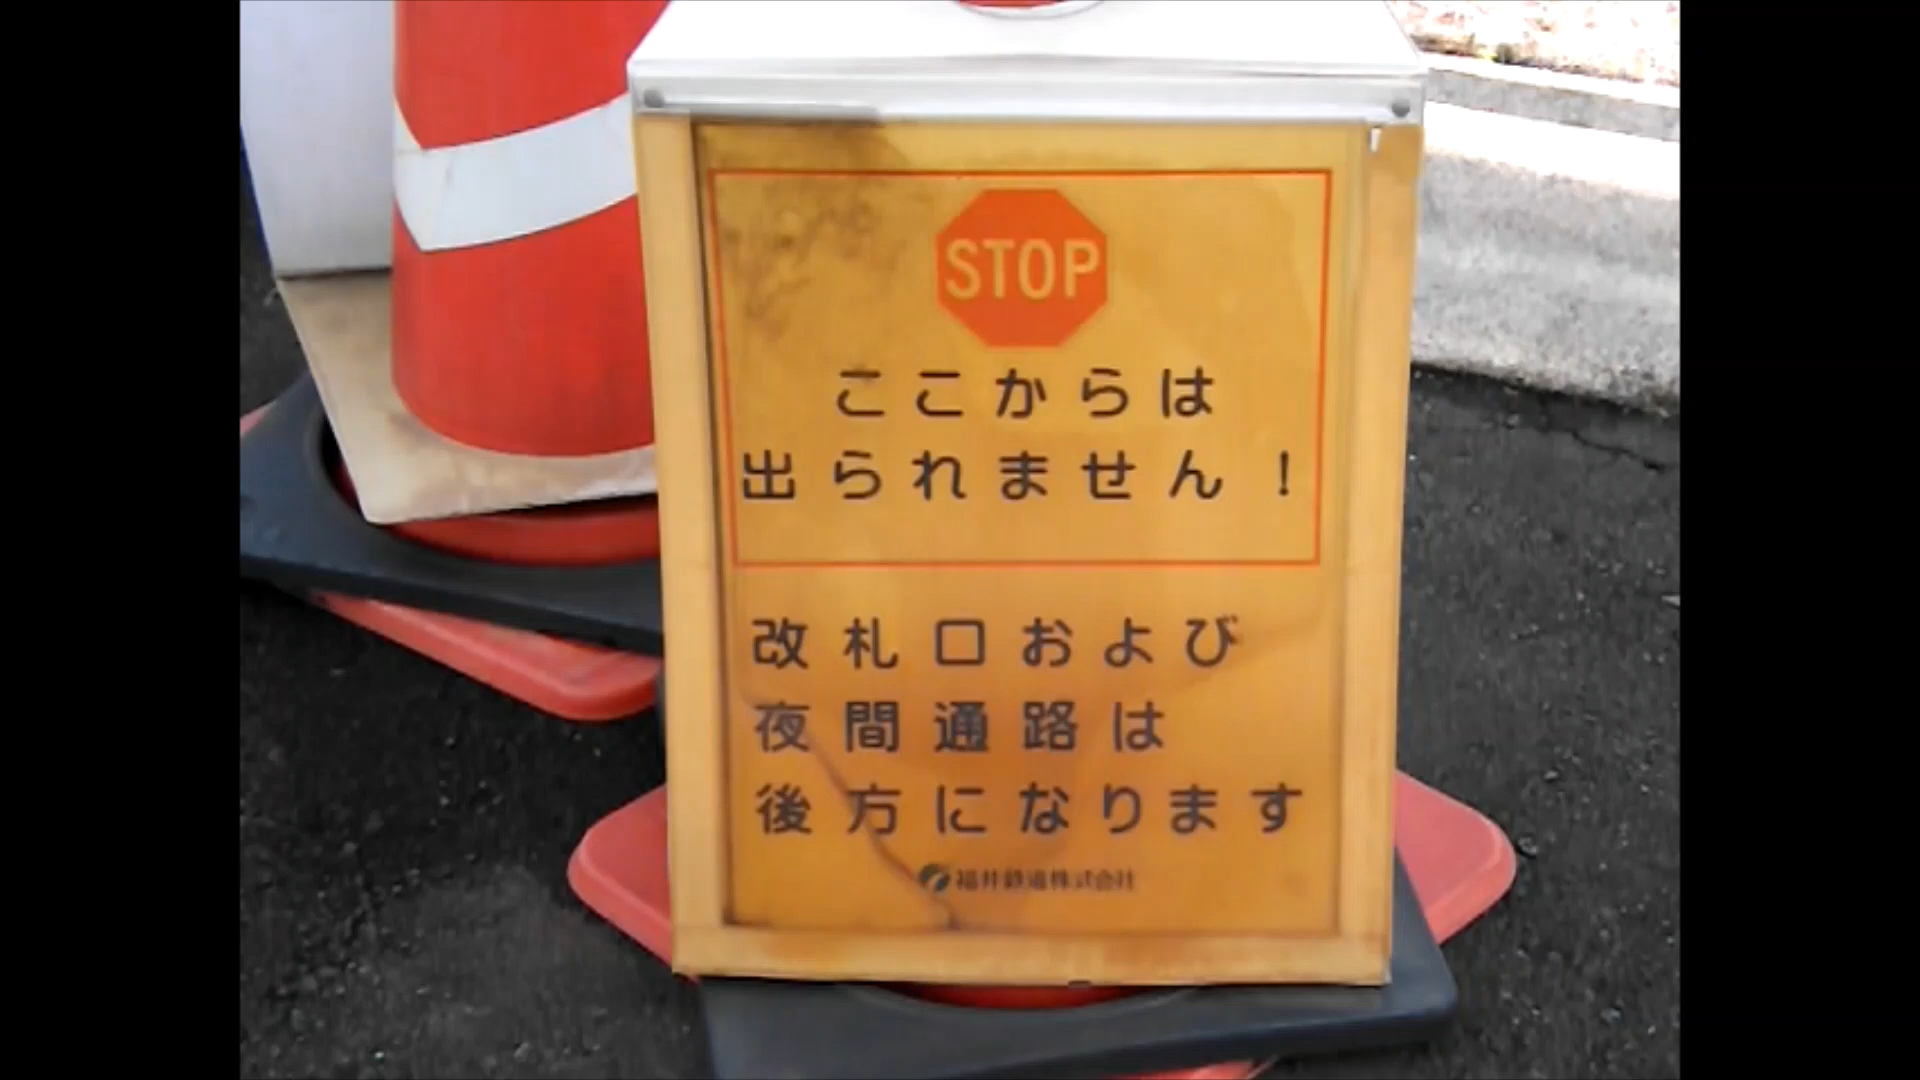 STOP
ここからは
出られません！
改札口および
夜間通路は
後方になります
福井鉄道株式会社